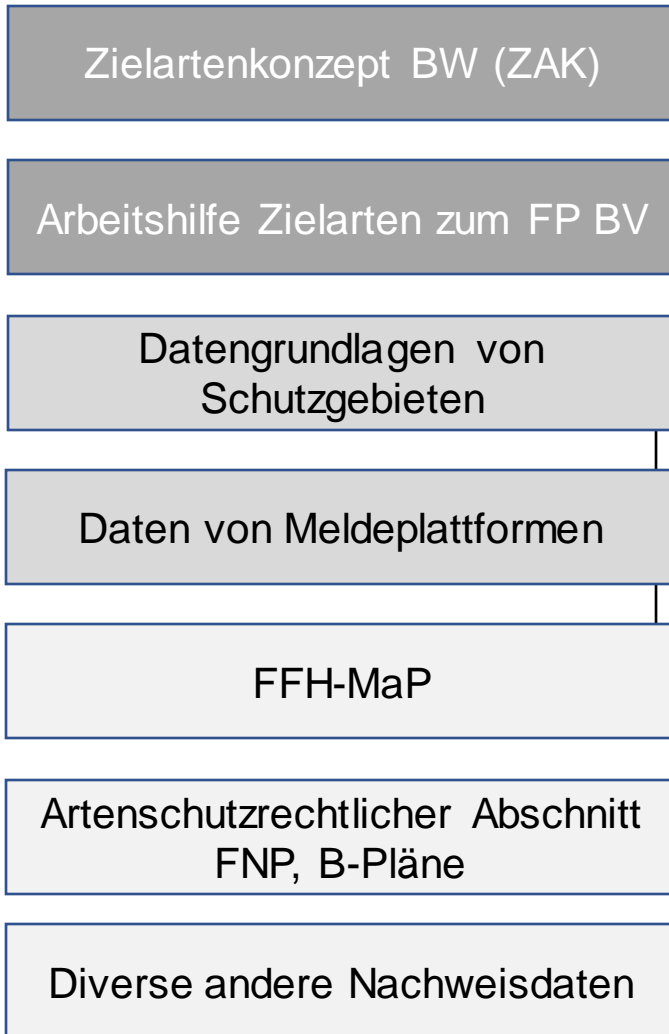 Zielartenkonzept BW (ZAK)
Arbeitshilfe Zielarten zum FP BV
Datengrundlagen von
Schutzgebieten
Daten von Meldeplattformen
FFH-MaP
Artenschutzrechtlicher Abschnitt
FNP, B-Pläne
Diverse andere Nachweisdaten